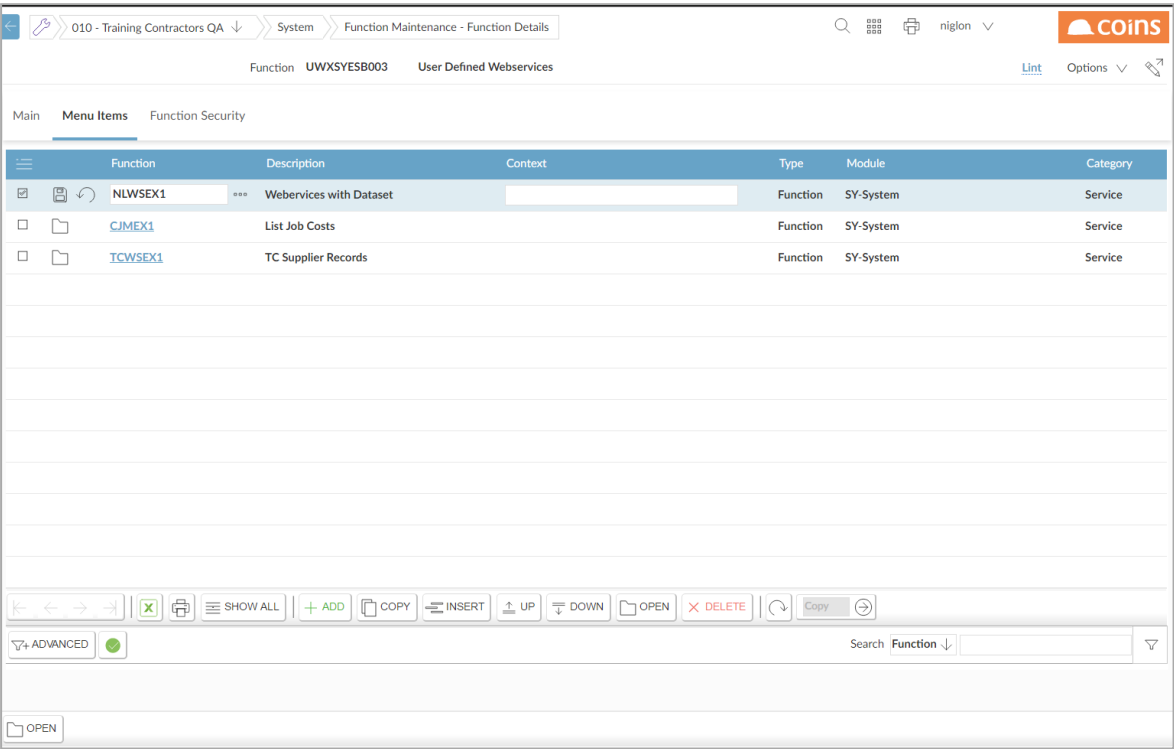 010 - Training Contractors QA System Function Maintenance - Function Details niglon coins
Function UWXSYESB003 User Defined Webservices Lint Options
Main Menu Items Function Security
Function Description Context Type Module Category
NLWSEX1 Webervices with Dataset Function SY-System Service
CJMEX1 List Job Costs Function SY-System Service
TCWSEX1 TC Supplier Records Function SY-System Service
X SHOW ALL + ADD COPY INSERT UP DOWN OPEN DELETE Copy
ADVANCED Search Function
OPEN